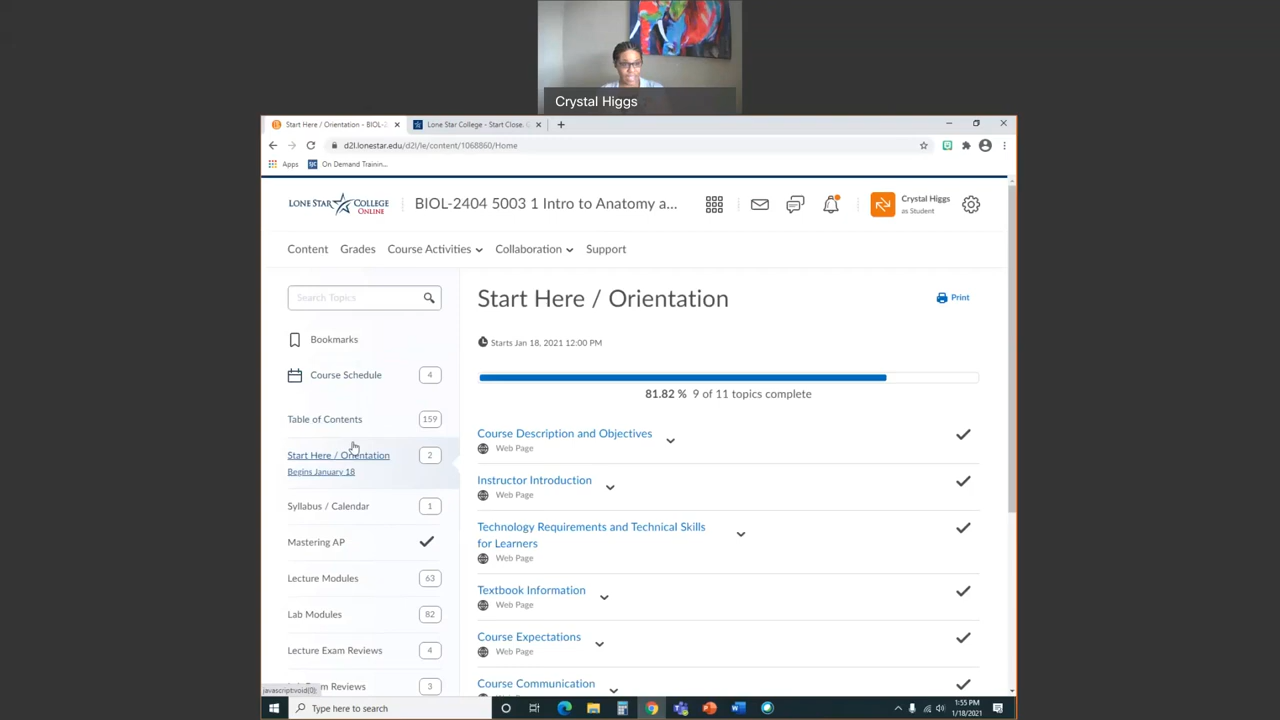 Crystal Higgs
Start Here / Orientation - BIOL-2
Lone Star College - Start Close.
d2l.lonestar.edu/d2l/le/content/1068860/Home
Apps
On Demand Trainin...
LONE STAR COLLEGE
ONLINE
BIOL-2404 5003 1 Intro to Anatomy a...
Crystal Higgs
as Student
Content Grades Course Activities Collaboration Support
Search Topics
Bookmarks
Course Schedule 4
Table of Contents 159
Start Here / Orientation 2
Begins January 18
Syllabus / Calendar 1
Mastering AP
Lecture Modules 63
Lab Modules 82
Lecture Exam Reviews 4
Exam Reviews 3
javascript:void(0);
Start Here / Orientation
Print
Starts Jan 18, 2021 12:00 PM
81.82 % 9 of 11 topics complete
Course Description and Objectives
Web Page
Instructor Introduction
Web Page
Technology Requirements and Technical Skills
for Learners
Web Page
Textbook Information
Web Page
Course Expectations
Web Page
Course Communication
Type here to search
1:55 PM
1/18/2021